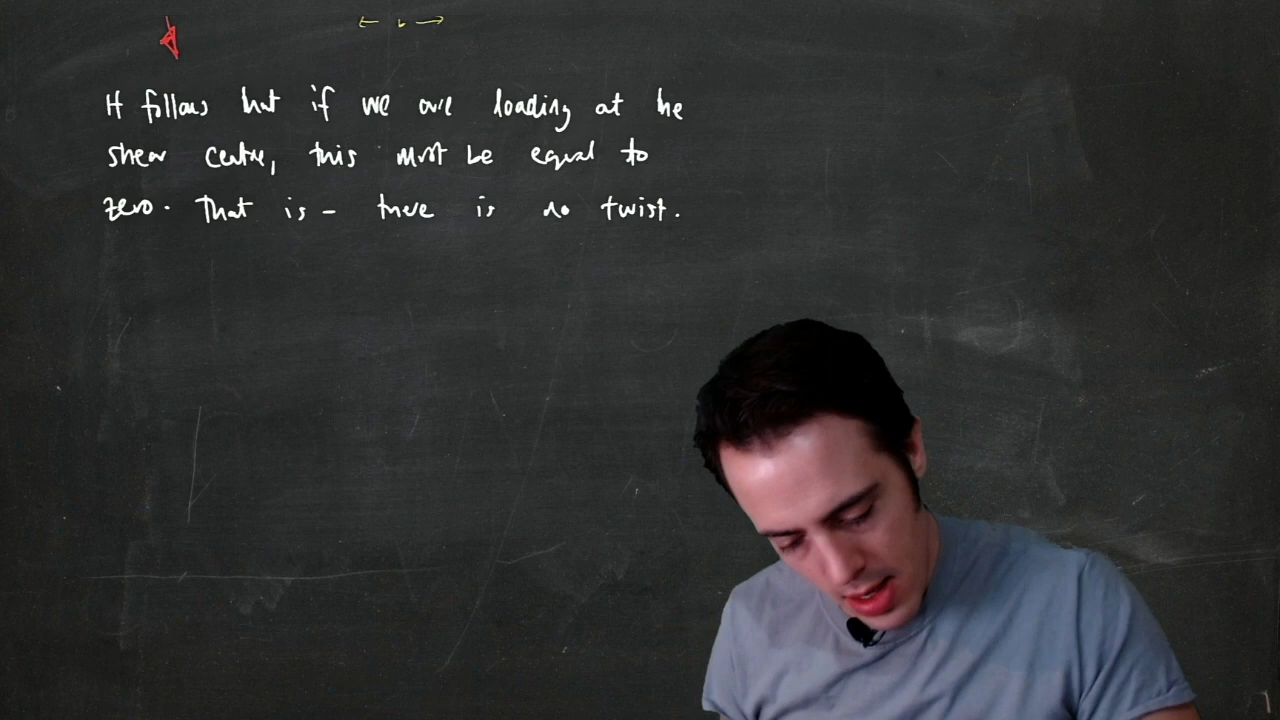 ← b →
It follows that if we are loading at the
shear centre, this must be equal to
zero. That is - there is no twist.